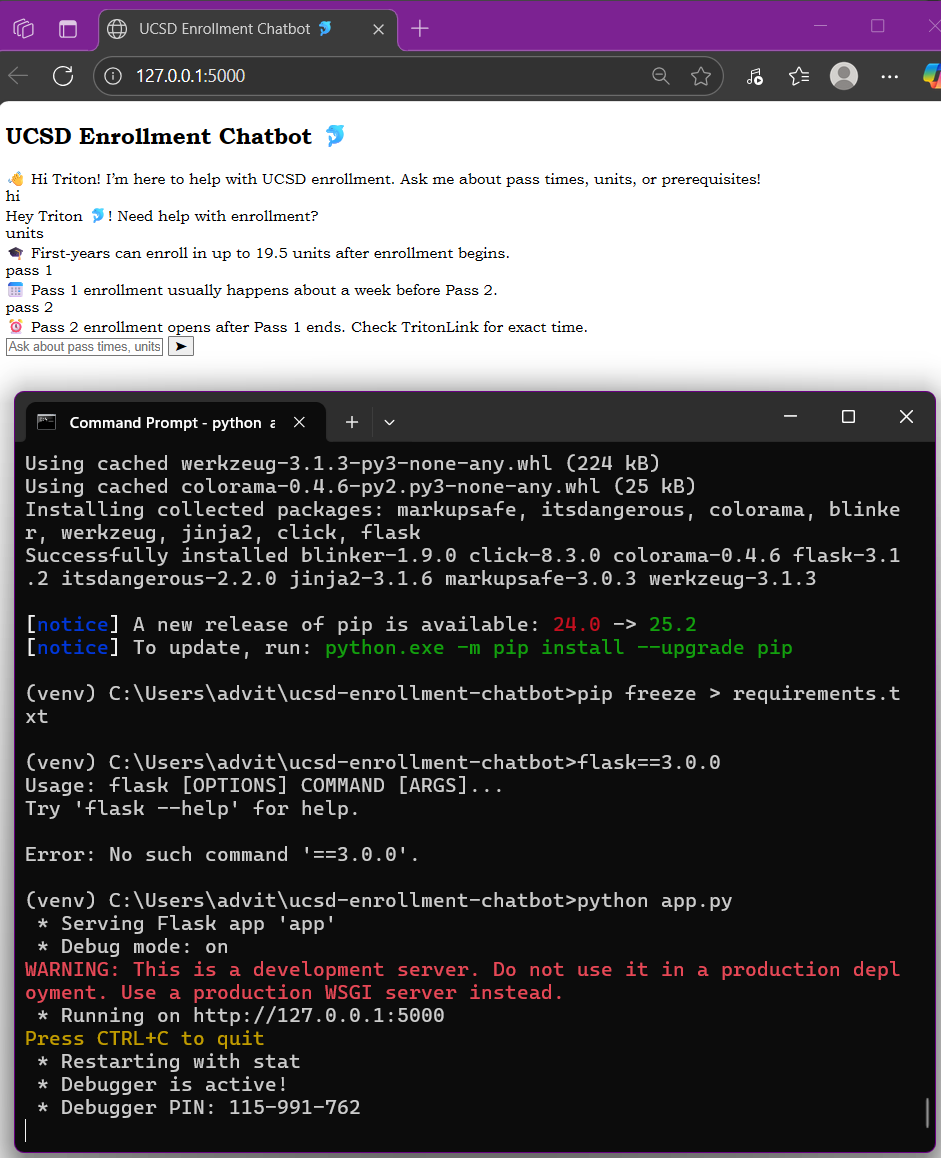 UCSD Enrollment Chatbot 🐬
127.0.0.1:5000
UCSD Enrollment Chatbot 🐬
👋 Hi Triton! I’m here to help with UCSD enrollment. Ask me about pass times, units, or prerequisites!
hi
Hey Triton 🐬! Need help with enrollment?
units
🎓 First-years can enroll in up to 19.5 units after enrollment begins.
pass 1
📅 Pass 1 enrollment usually happens about a week before Pass 2.
pass 2
⏰ Pass 2 enrollment opens after Pass 1 ends. Check TritonLink for exact time.
Ask about pass times, units
Command Prompt - python a
Using cached werkzeug-3.1.3-py3-none-any.whl (224 kB)
Using cached colorama-0.4.6-py2.py3-none-any.whl (25 kB)
Installing collected packages: markupsafe, itsdangerous, colorama, blinke
r, werkzeug, jinja2, click, flask
Successfully installed blinker-1.9.0 click-8.3.0 colorama-0.4.6 flask-3.1
.2 itsdangerous-2.2.0 jinja2-3.1.6 markupsafe-3.0.3 werkzeug-3.1.3
[notice] A new release of pip is available: 24.0 -> 25.2
[notice] To update, run: python.exe -m pip install --upgrade pip
(venv) C:\Users\advit\ucsd-enrollment-chatbot>pip freeze > requirements.t
xt
(venv) C:\Users\advit\ucsd-enrollment-chatbot>flask==3.0.0
Usage: flask [OPTIONS] COMMAND [ARGS]...
Try 'flask --help' for help.
Error: No such command '==3.0.0'.
(venv) C:\Users\advit\ucsd-enrollment-chatbot>python app.py
 * Serving Flask app 'app'
 * Debug mode: on
WARNING: This is a development server. Do not use it in a production depl
oyment. Use a production WSGI server instead.
 * Running on http://127.0.0.1:5000
Press CTRL+C to quit
 * Restarting with stat
 * Debugger is active!
 * Debugger PIN: 115-991-762